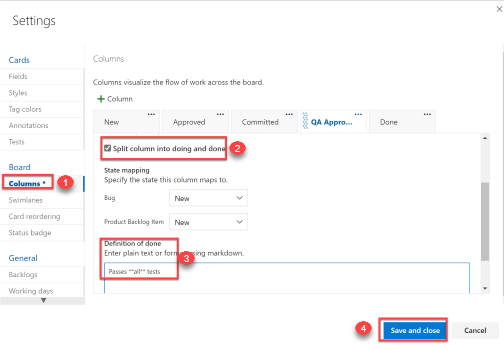 Settings
Cards
Fields
Styles
Tag colors
Annotations
Tests
Board
Columns *
1
Swimlanes
Card reordering
Status badge
General
Backlogs
Working days
Columns
Columns visualize the flow of work across the board.
+ Column
New
Approved
Committed
QA Appro...
Done
Split column into doing and done
2
State mapping
Specify the state this column maps to.
Bug New
Product Backlog Item New
Definition of done
3
Enter plain text or form ing markdown.
Passes **all** tests
4
Save and close
Cancel